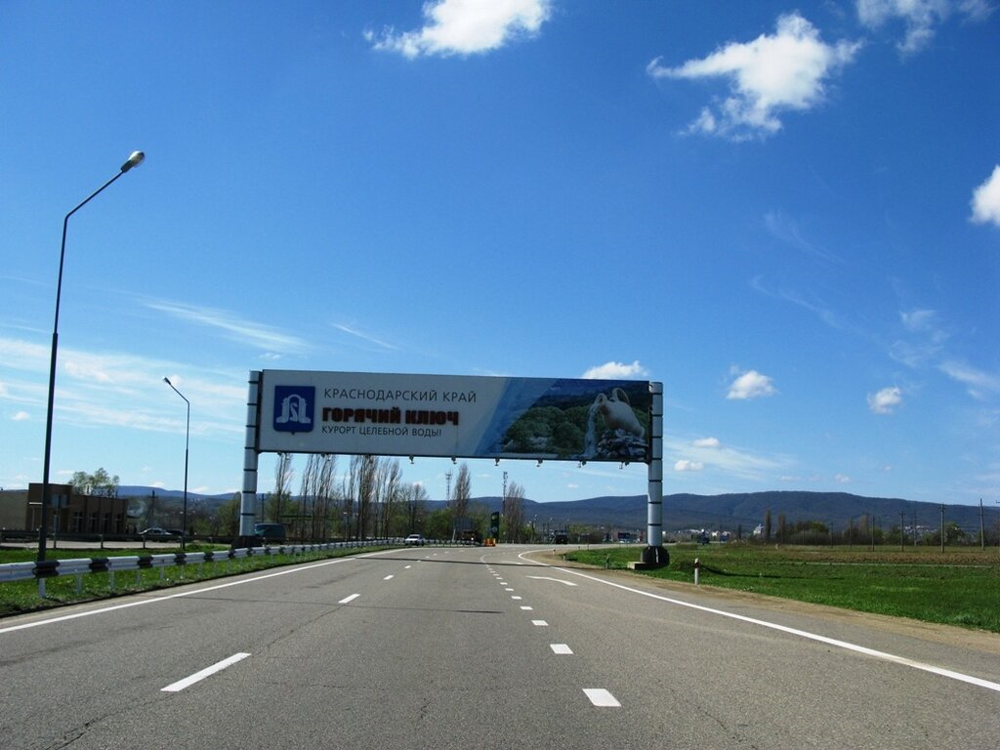 КРАСНОДАРСКИЙ КРАЙ
ГОРЯЧИЙ КЛЮЧ
КУРОРТ ЦЕЛЕБНОЙ ВОДЫ!